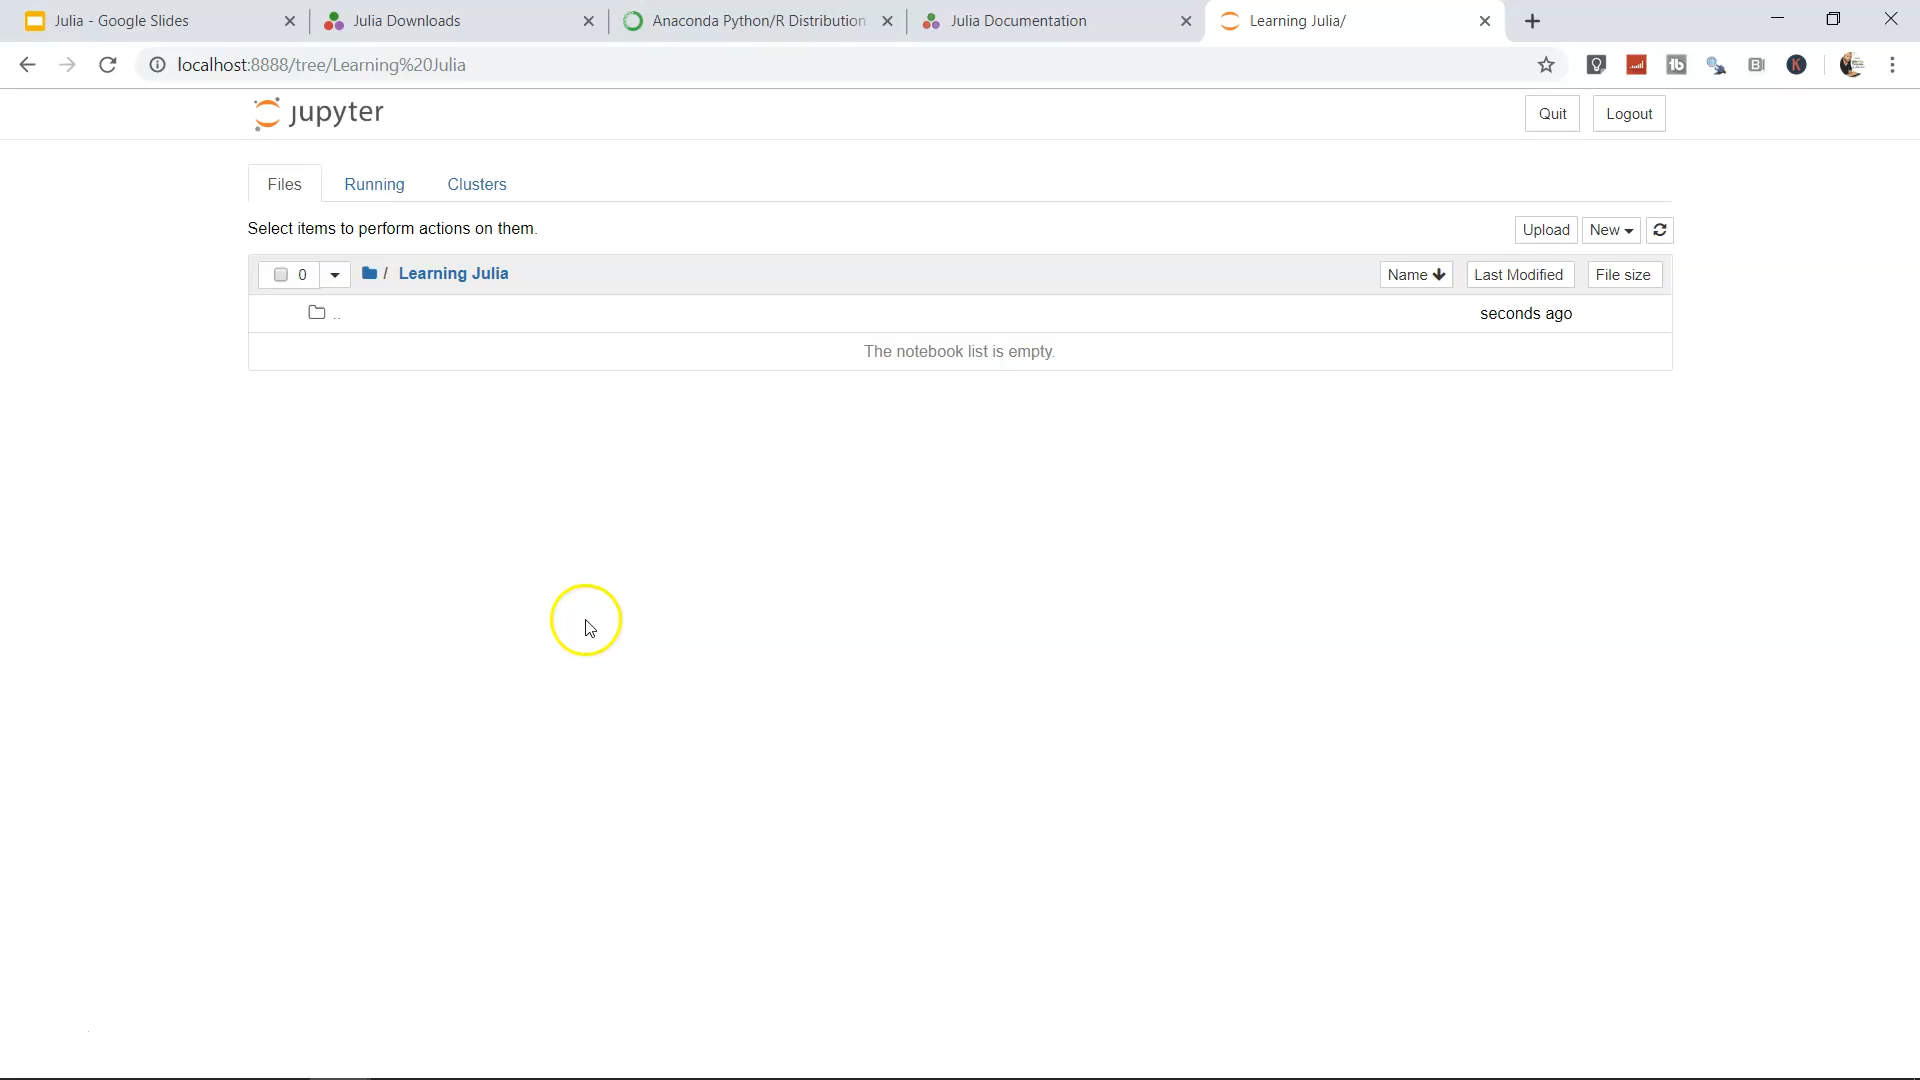 Julia - Google Slides
Julia Downloads
Anaconda Python/R Distribution
Julia Documentation
Learning Julia/
localhost:8888/tree/Learning%20Julia
jupyter
Quit
Logout
Files
Running
Clusters
Select items to perform actions on them.
Upload
New
0
/ Learning Julia
Name
Last Modified
File size
..
seconds ago
The notebook list is empty.